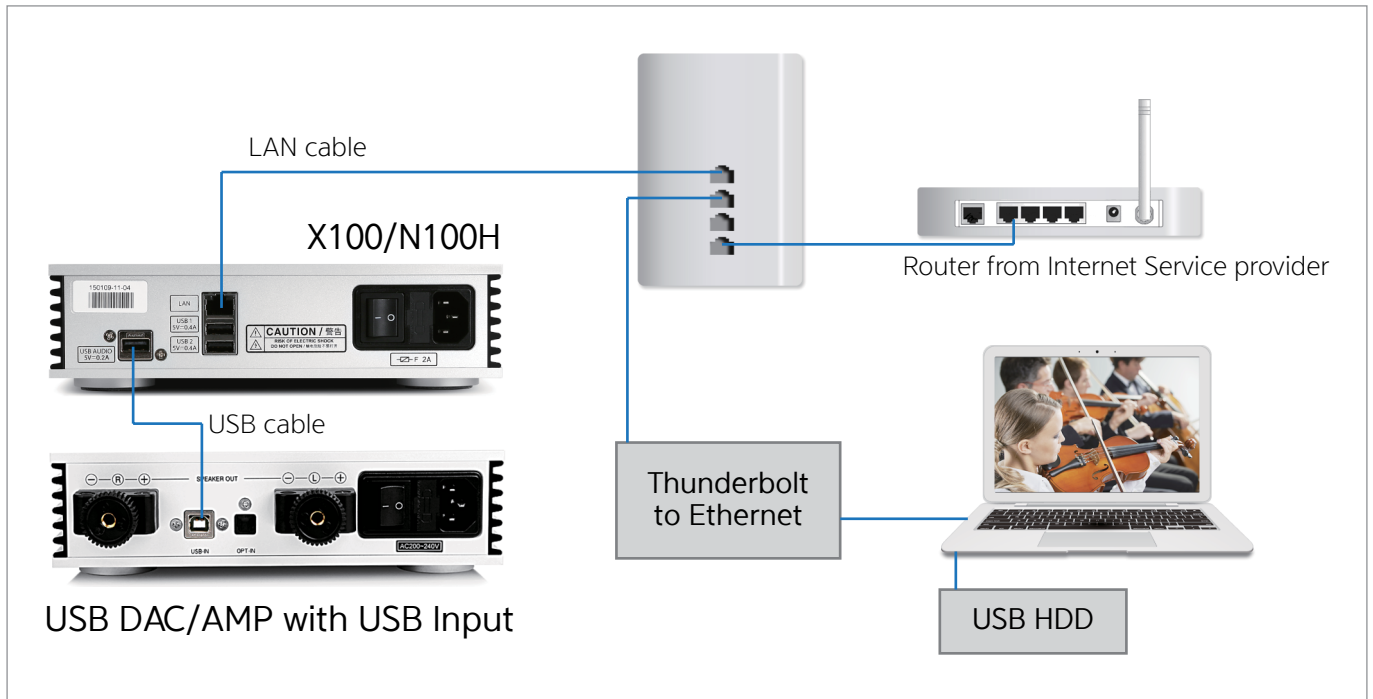 LAN cable
X100/N100H
150109-11-04
LAN
USB 1
5V⎓0.4A
USB 2
5V⎓0.4A
USB AUDIO
5V⎓0.2A
CAUTION / 警告
RISK OF ELECTRIC SHOCK
DO NOT OPEN /
F 2A
Router from Internet Service provider
USB cable
R
SPEAKER OUT
L
USB-IN
OPT-IN
AC200~240V
USB DAC/AMP with USB Input
Thunderbolt
to Ethernet
USB HDD